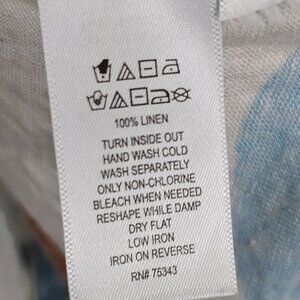 100% LINEN
TURN INSIDE OUT
HAND WASH COLD
WASH SEPARATELY
ONLY NON-CHLORINE
BLEACH WHEN NEEDED
RESHAPE WHILE DAMP
DRY FLAT
LOW IRON
IRON ON REVERSE
RN# 75343